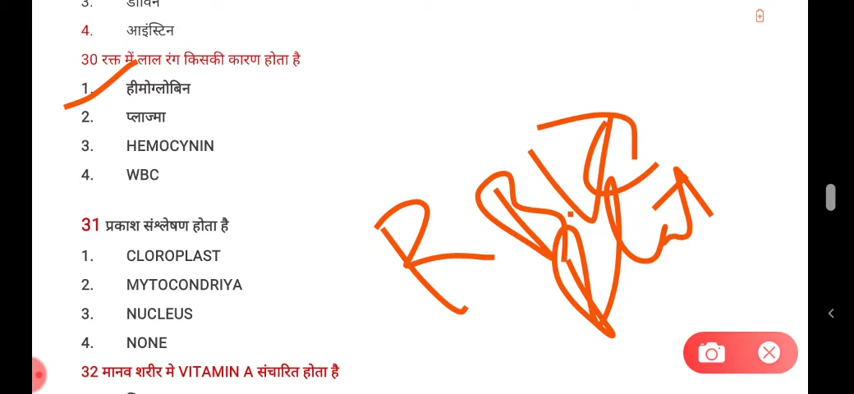 3. डार्विन
4. आइंस्टिन
30 रक्त में लाल रंग किसकी कारण होता है
1. हीमोग्लोबिन
2. प्लाज्मा
3. HEMOCYNIN
4. WBC
31 प्रकाश संश्लेषण होता है
1. CLOROPLAST
2. MYTOCONDRIYA
3. NUCLEUS
4. NONE
32 मानव शरीर मे VITAMIN A संचारित होता है